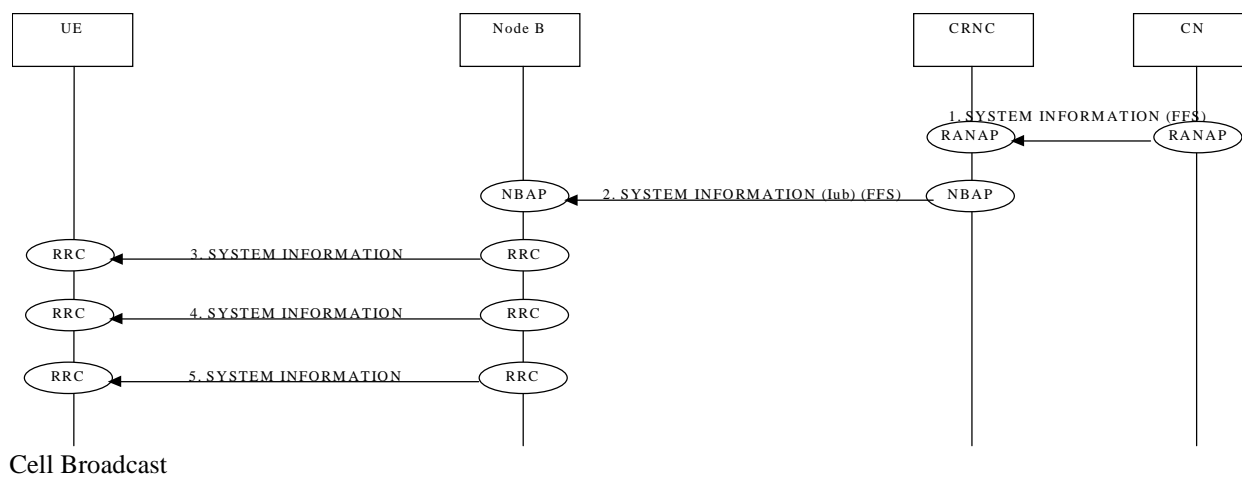 UE Node B CRNC CN
1. SYSTEM INFORMATION (FFS)
RANAP RANAP
NBAP 2. SYSTEM INFORMATION (Iub) (FFS) NBAP
RRC 3. SYSTEM INFORMATION RRC
RRC 4. SYSTEM INFORMATION RRC
RRC 5. SYSTEM INFORMATION RRC
Cell Broadcast